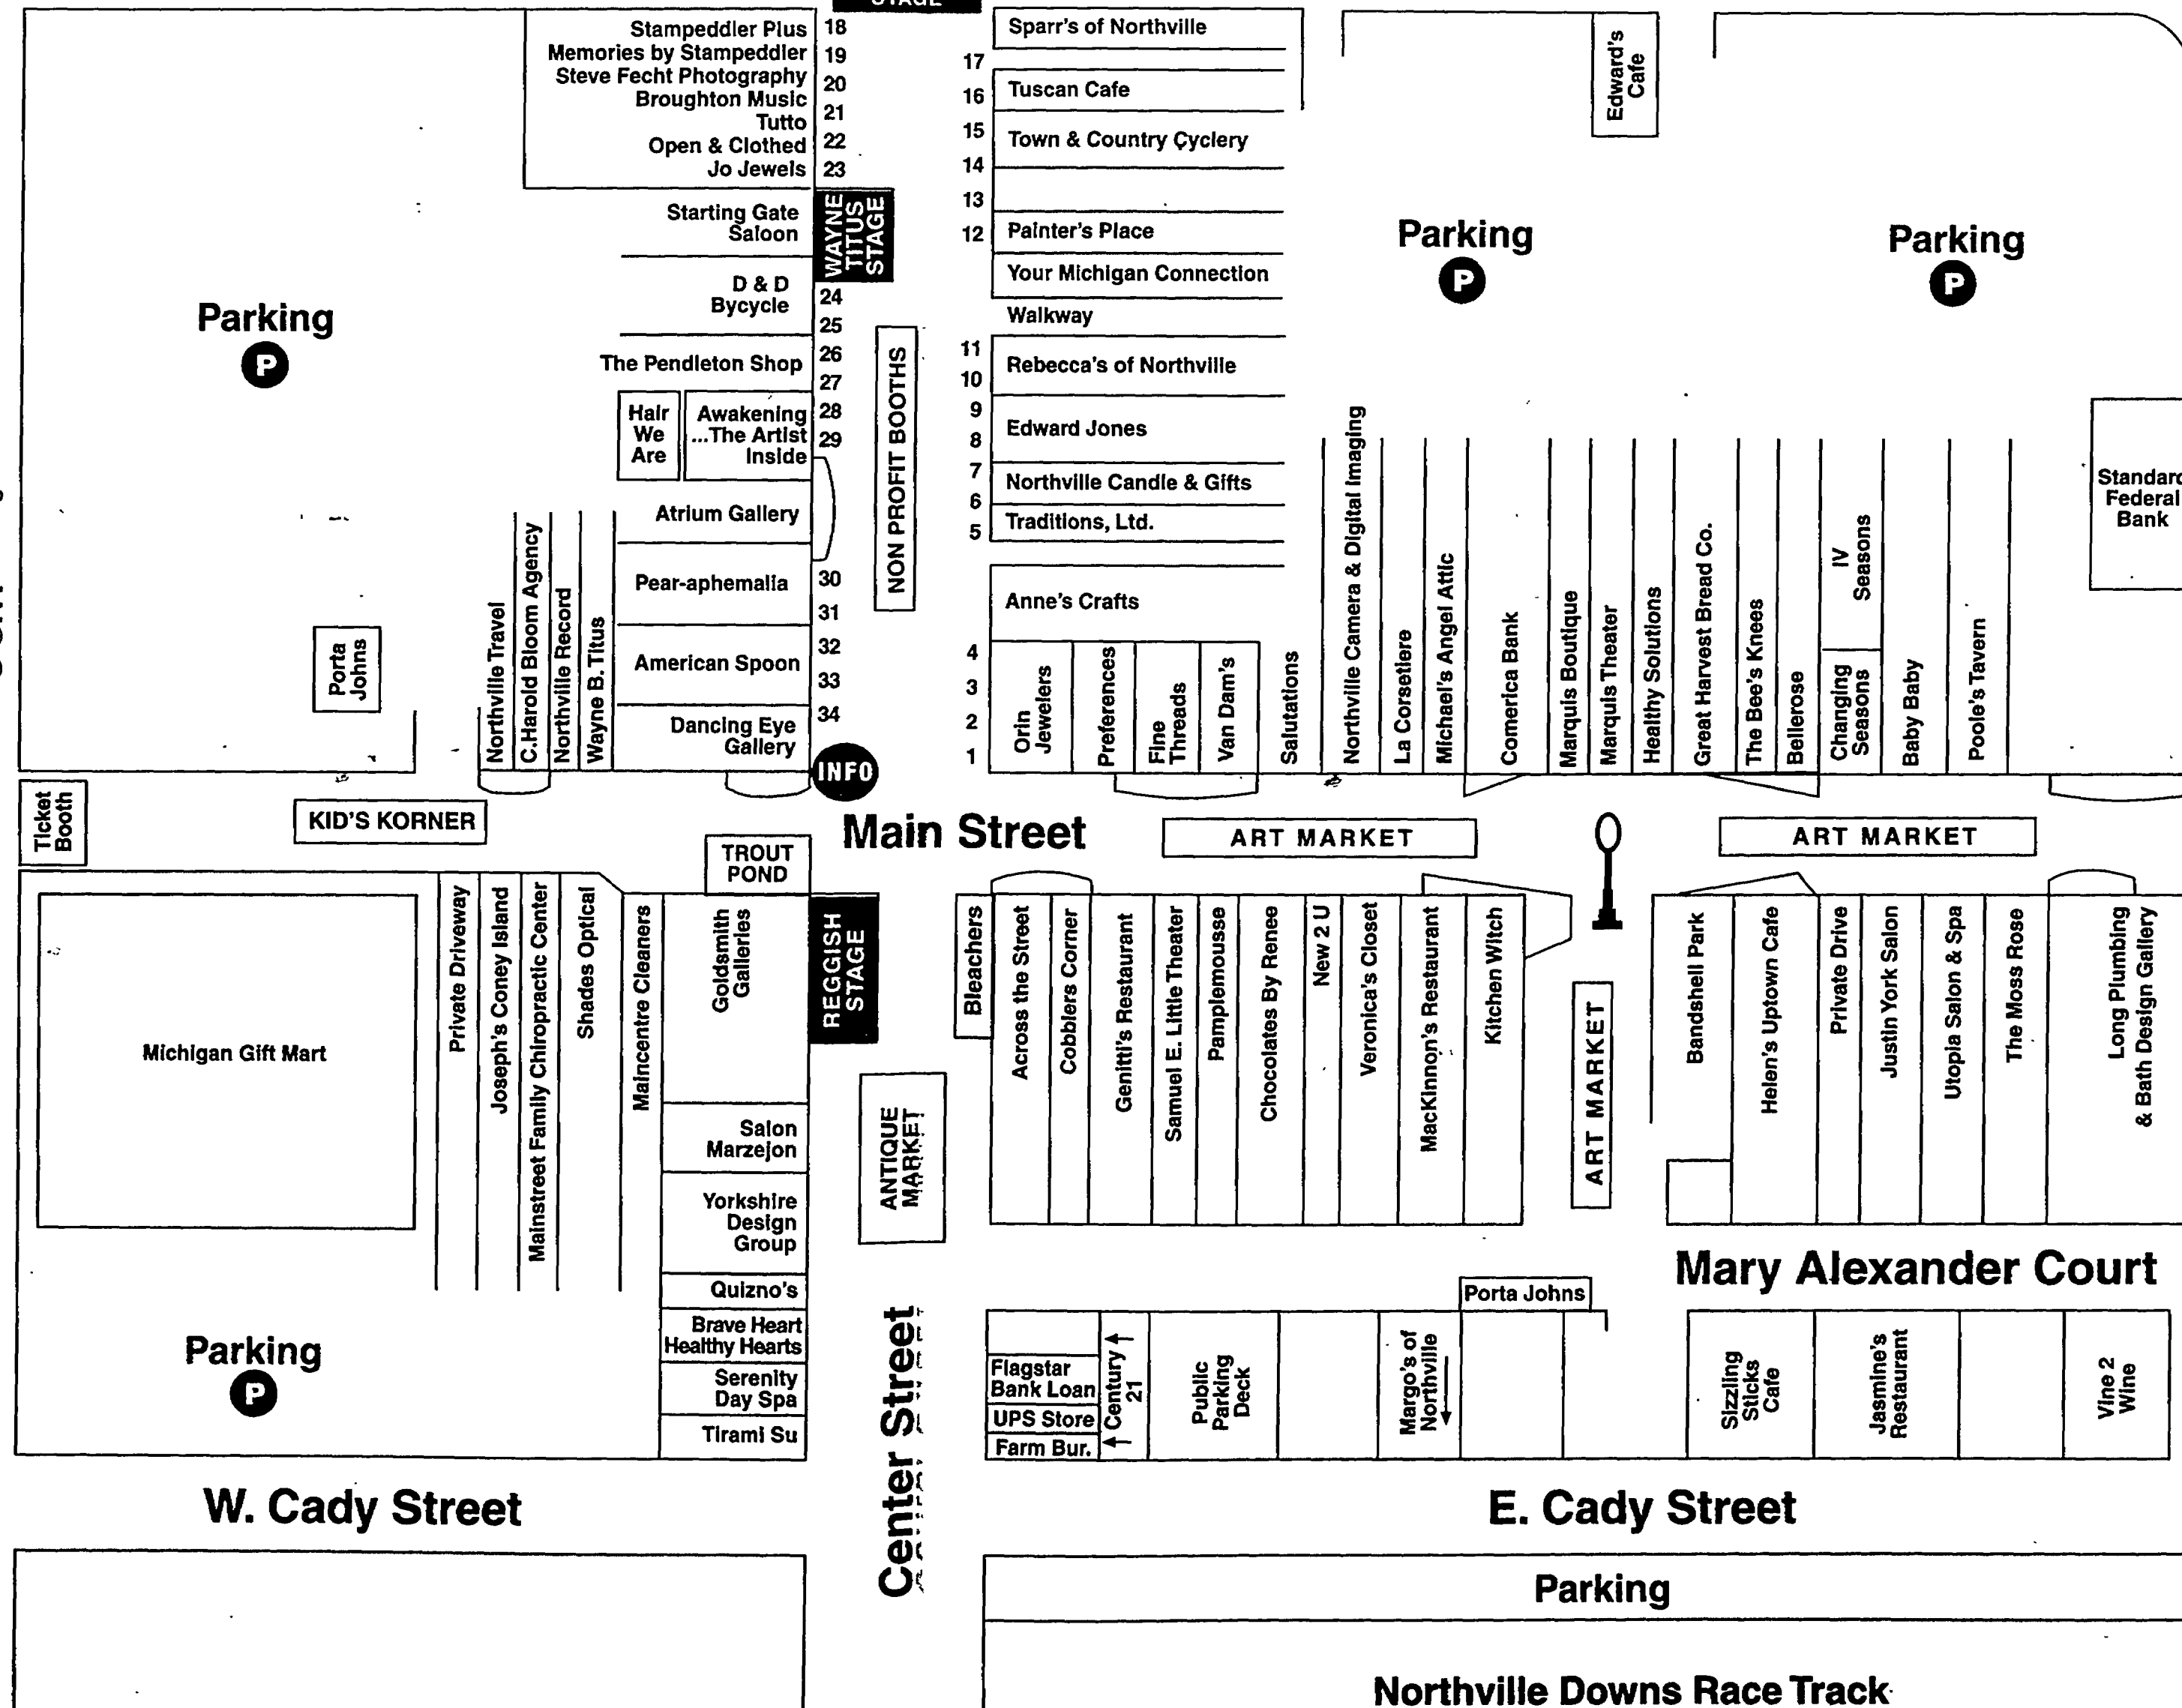 STAGE
Stampeddler Plus 18
Memories by Stampeddler 19
Steve Fecht Photography 20
Broughton Music 21
Tutto
Open & Clothed 22
Jo Jewels 23
Starting Gate
Saloon
WAYNE
TITUS
STAGE
D & D
Bycycle
24
25
The Pendleton Shop
26
27
Hair
We
Are
Awakening
...The Artist
Inside
28
29
Atrium Gallery
Pear-aphemalia
30
31
American Spoon
32
33
34
Dancing Eye
Gallery
INFO
NON PROFIT BOOTHS
Parking
P
Porta
Johns
Northville Travel
C.Harold Bloom Agency
Northville Record
Wayne B. Titus
Sparr's of Northville
17
Tuscan Cafe
16
15
Town & Country Cyclery
14
13
12
Painter's Place
Your Michigan Connection
Walkway
11
Rebecca's of Northville
10
9
Edward Jones
8
7
Northville Candle & Gifts
6
Traditions, Ltd.
5
Anne's Crafts
4
3
2
1
Orin
Jewelers
Preferences
Fine
Threads
Van Dam's
Salutations
Northville Camera & Digital Imaging
La Corsetiere
Michael's Angel Attic
Comerica Bank
Marquis Boutique
Marquis Theater
Healthy Solutions
Great Harvest Bread Co.
The Bee's Knees
Bellerose
IV
Seasons
Changing
Seasons
Baby Baby
Poole's Tavern
Edward's
Cafe
Parking
P
Parking
P
Standard
Federal
Bank
Ticket
Booth
KID'S KORNER
TROUT
POND
Main Street
ART MARKET
ART MARKET
Michigan Gift Mart
Private Driveway
Joseph's Coney Island
Mainstreet Family Chiropractic Center
Shades Optical
Maincentre Cleaners
Goldsmith
Galleries
REGGISH
STAGE
Salon
Marzejon
Yorkshire
Design
Group
Quizno's
Brave Heart
Healthy Hearts
Serenity
Day Spa
Tirami Su
Parking
P
ANTIQUE
MARKET
Bleachers
Across the Street
Cobblers Corner
Genitti's Restaurant
Samuel E. Little Theater
Pamplemousse
Chocolates By Renee
New 2 U
Veronica's Closet
MacKinnon's Restaurant
Kitchen Witch
ART MARKET
Bandshell Park
Helen's Uptown Cafe
Private Drive
Justin York Salon
Utopia Salon & Spa
The Moss Rose
Long Plumbing
& Bath Design Gallery
Mary Alexander Court
Porta Johns
Center Street
Flagstar
Bank Loan
UPS Store
Farm Bur.
Century
21
Public
Parking
Deck
Margo's of
Northville
Sizzling
Sticks
Cafe
Jasmine's
Restaurant
Vine 2
Wine
W. Cady Street
E. Cady Street
Parking
Northville Downs Race Track